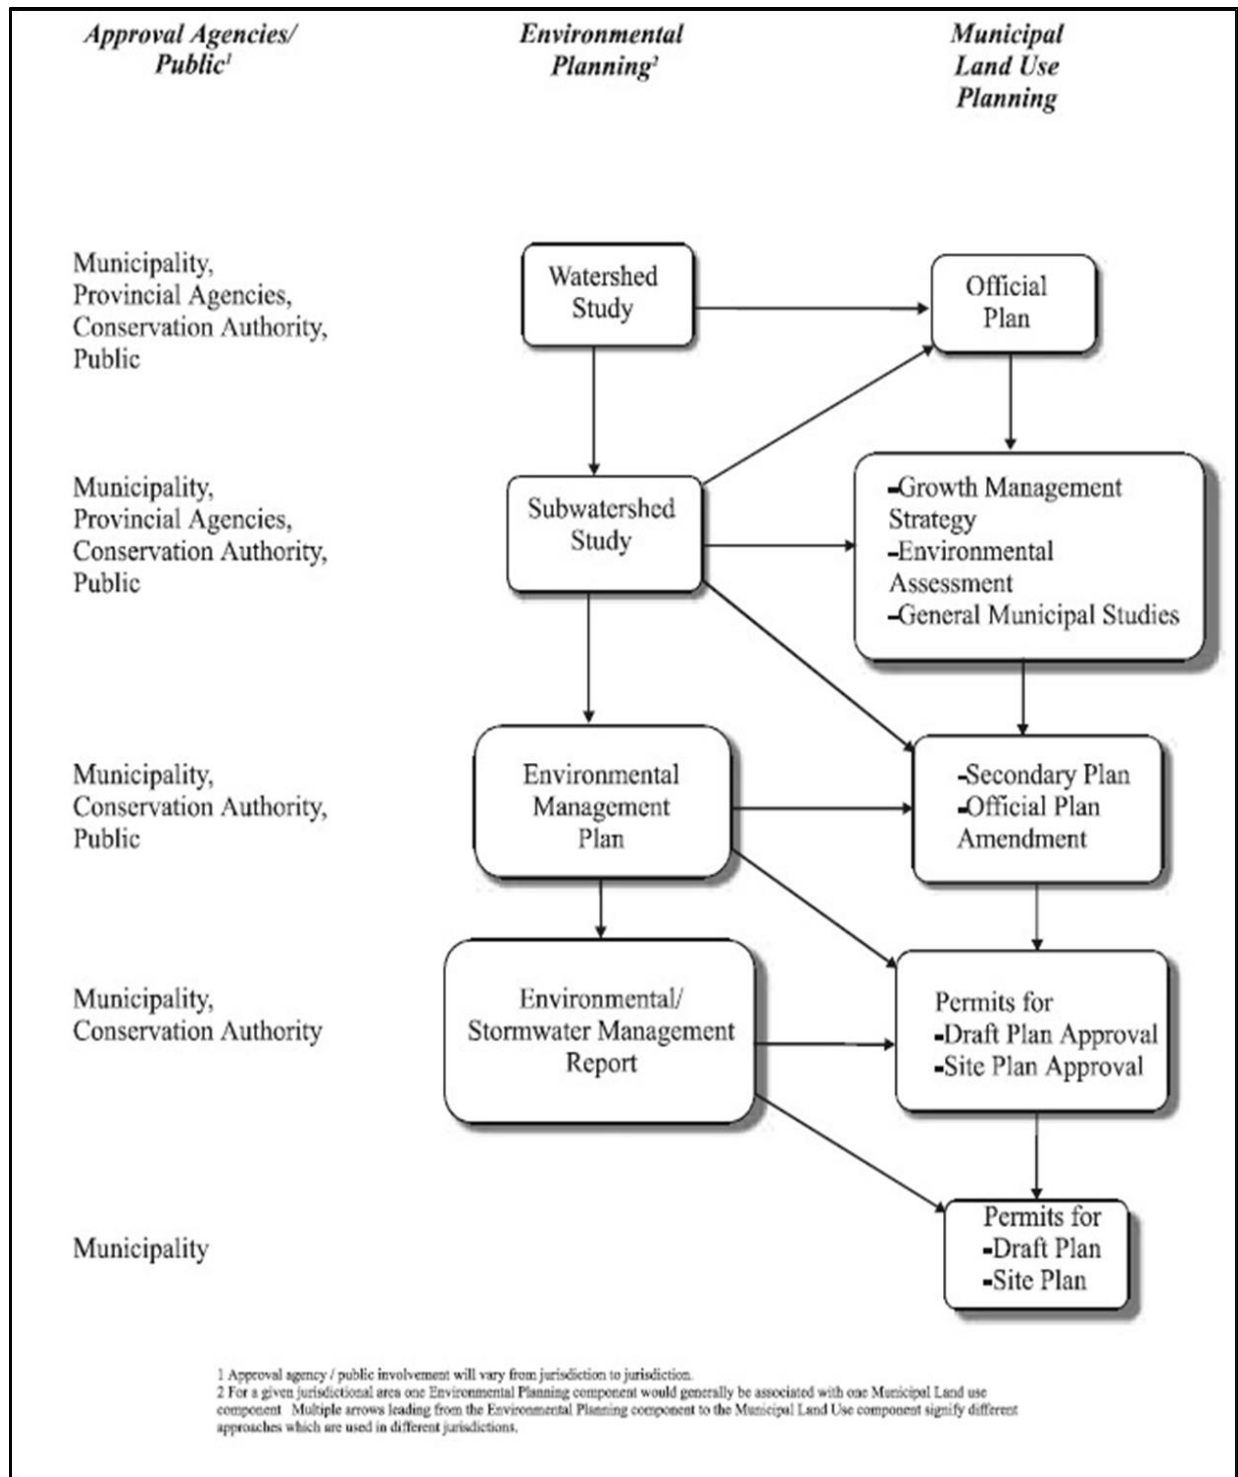 Approval Agencies/
Public¹
Environmental
Planning²
Municipal
Land Use
Planning
Municipality,
Provincial Agencies,
Conservation Authority,
Public
Watershed
Study
Official
Plan
Municipality,
Provincial Agencies,
Conservation Authority,
Public
Subwatershed
Study
-Growth Management
Strategy
-Environmental
Assessment
-General Municipal Studies
Municipality,
Conservation Authority,
Public
Environmental
Management
Plan
-Secondary Plan
-Official Plan
Amendment
Municipality,
Conservation Authority
Environmental/
Stormwater Management
Report
Permits for
-Draft Plan Approval
-Site Plan Approval
Municipality
Permits for
-Draft Plan
-Site Plan
1 Approval agency / public involvement will vary from jurisdiction to jurisdiction.
2 For a given jurisdictional area one Environmental Planning component would generally be associated with one Municipal Land use
component Multiple arrows leading from the Environmental Planning component to the Municipal Land Use component signify different
approaches which are used in different jurisdictions.